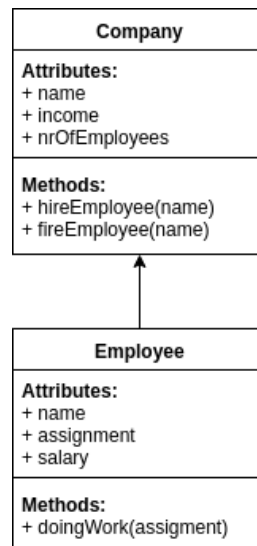 Company
Attributes:
+ name
+ income
+ nrOfEmployees
Methods:
+ hireEmployee(name)
+ fireEmployee(name)
Employee
Attributes:
+ name
+ assignment
+ salary
Methods:
+ doingWork(assigment)